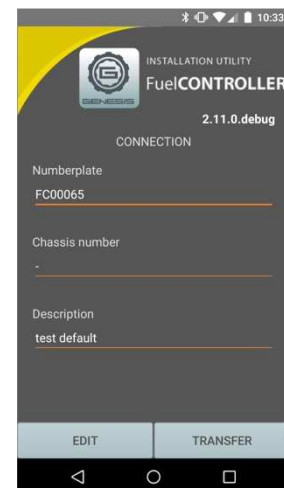 10:33
GENESIS
INSTALLATION UTILITY
FuelCONTROLLER
2.11.0.debug
CONNECTION
Numberplate
FC00065
Chassis number
-
Description
test default
EDIT
TRANSFER